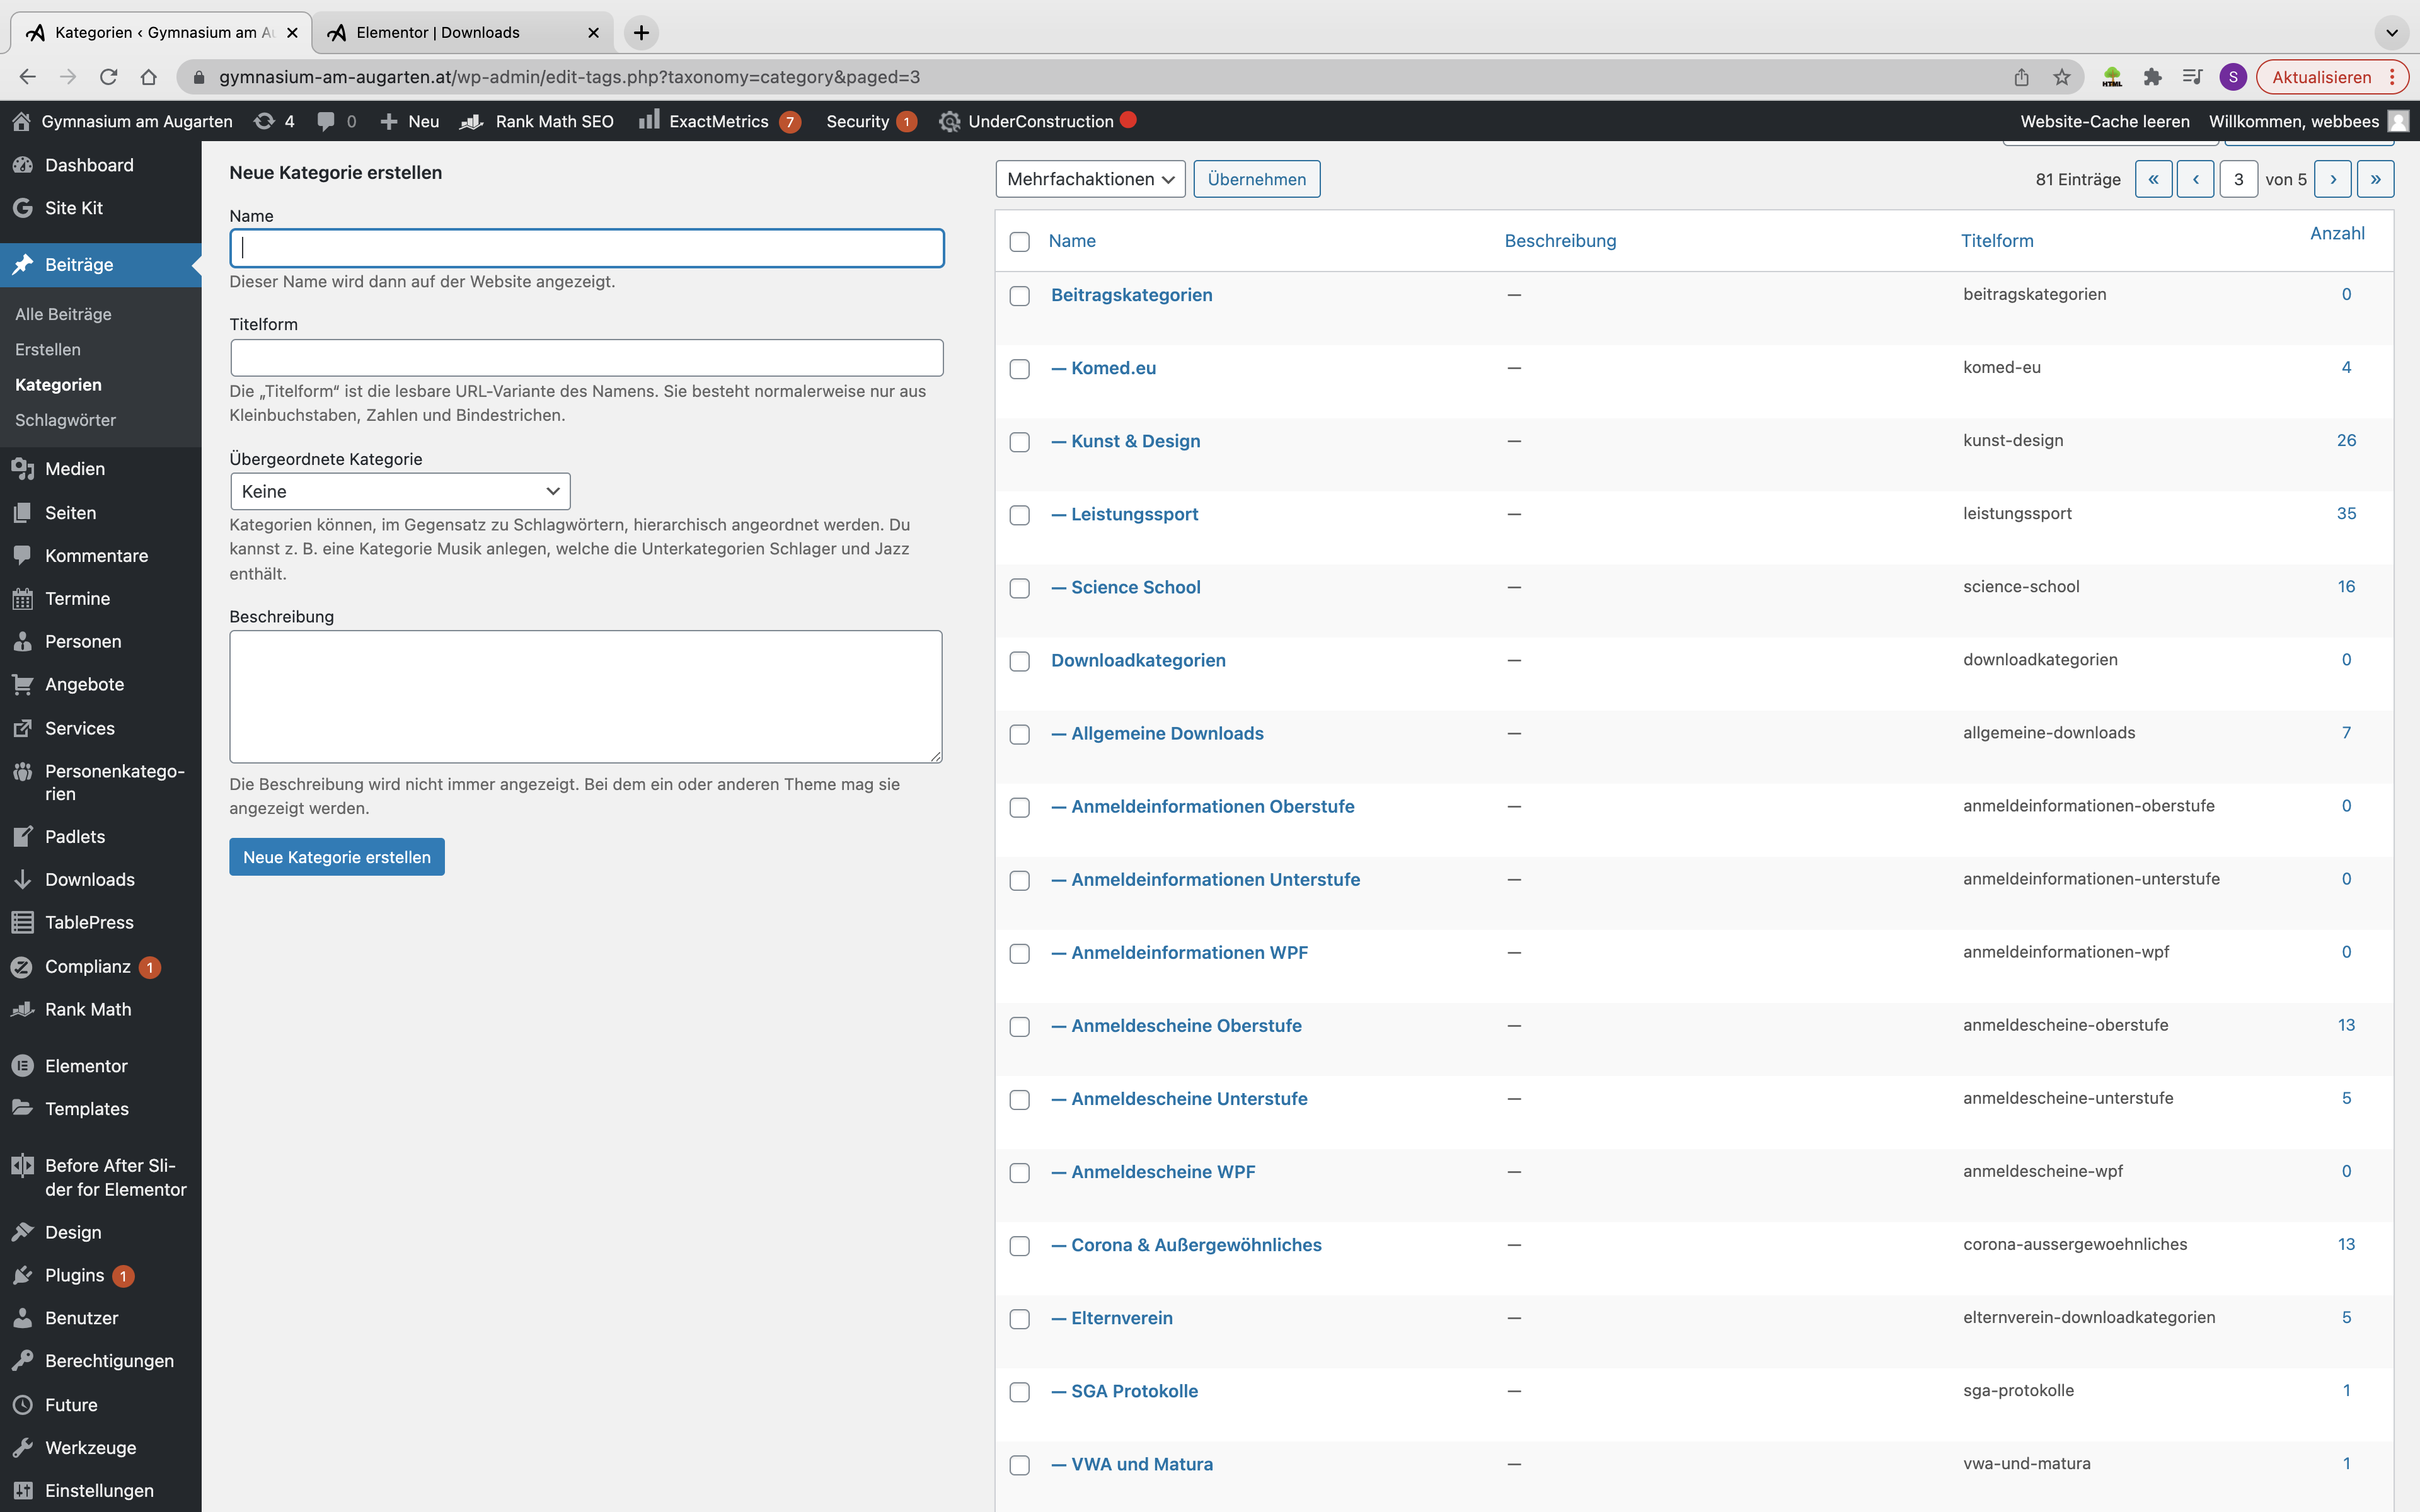 Kategorien ‹ Gymnasium am Au
Elementor | Downloads
gymnasium-am-augarten.at/wp-admin/edit-tags.php?taxonomy=category&paged=3
HTML
S
Aktualisieren
Gymnasium am Augarten
4
0
Neu
Rank Math SEO
ExactMetrics 7
Security 1
UnderConstruction
Website-Cache leeren
Willkommen, webbees
Dashboard
Site Kit
Beiträge
Alle Beiträge
Erstellen
Kategorien
Schlagwörter
Medien
Seiten
Kommentare
Termine
Personen
Angebote
Services
Personenkatego-
rien
Padlets
Downloads
TablePress
Complianz 1
Rank Math
Elementor
Templates
Before After Sli-
der for Elementor
Design
Plugins 1
Benutzer
Berechtigungen
Future
Werkzeuge
Einstellungen
Neue Kategorie erstellen
Name
Dieser Name wird dann auf der Website angezeigt.
Titelform
Die „Titelform“ ist die lesbare URL-Variante des Namens. Sie besteht normalerweise nur aus
Kleinbuchstaben, Zahlen und Bindestrichen.
Übergeordnete Kategorie
Keine
Kategorien können, im Gegensatz zu Schlagwörtern, hierarchisch angeordnet werden. Du
kannst z. B. eine Kategorie Musik anlegen, welche die Unterkategorien Schlager und Jazz
enthält.
Beschreibung
Die Beschreibung wird nicht immer angezeigt. Bei dem ein oder anderen Theme mag sie
angezeigt werden.
Neue Kategorie erstellen
Mehrfachaktionen
Übernehmen
81 Einträge « ‹ 3 von 5 › »
Name Beschreibung Titelform Anzahl
Beitragskategorien — beitragskategorien 0
— Komed.eu — komed-eu 4
— Kunst & Design — kunst-design 26
— Leistungssport — leistungssport 35
— Science School — science-school 16
Downloadkategorien — downloadkategorien 0
— Allgemeine Downloads — allgemeine-downloads 7
— Anmeldeinformationen Oberstufe — anmeldeinformationen-oberstufe 0
— Anmeldeinformationen Unterstufe — anmeldeinformationen-unterstufe 0
— Anmeldeinformationen WPF — anmeldeinformationen-wpf 0
— Anmeldescheine Oberstufe — anmeldescheine-oberstufe 13
— Anmeldescheine Unterstufe — anmeldescheine-unterstufe 5
— Anmeldescheine WPF — anmeldescheine-wpf 0
— Corona & Außergewöhnliches — corona-aussergewoehnliches 13
— Elternverein — elternverein-downloadkategorien 5
— SGA Protokolle — sga-protokolle 1
— VWA und Matura — vwa-und-matura 1